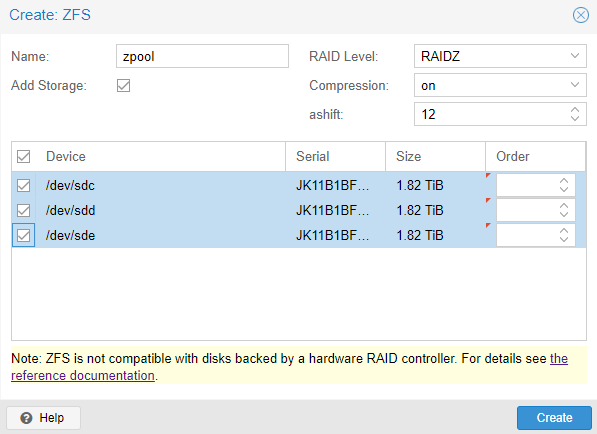 Create: ZFS
Name: zpool RAID Level: RAIDZ
Add Storage: Compression: on
ashift: 12
Device Serial Size Order
/dev/sdc JK11B1BF... 1.82 TiB
/dev/sdd JK11B1BF... 1.82 TiB
/dev/sde JK11B1BF... 1.82 TiB
Note: ZFS is not compatible with disks backed by a hardware RAID controller. For details see the
reference documentation.
Help Create